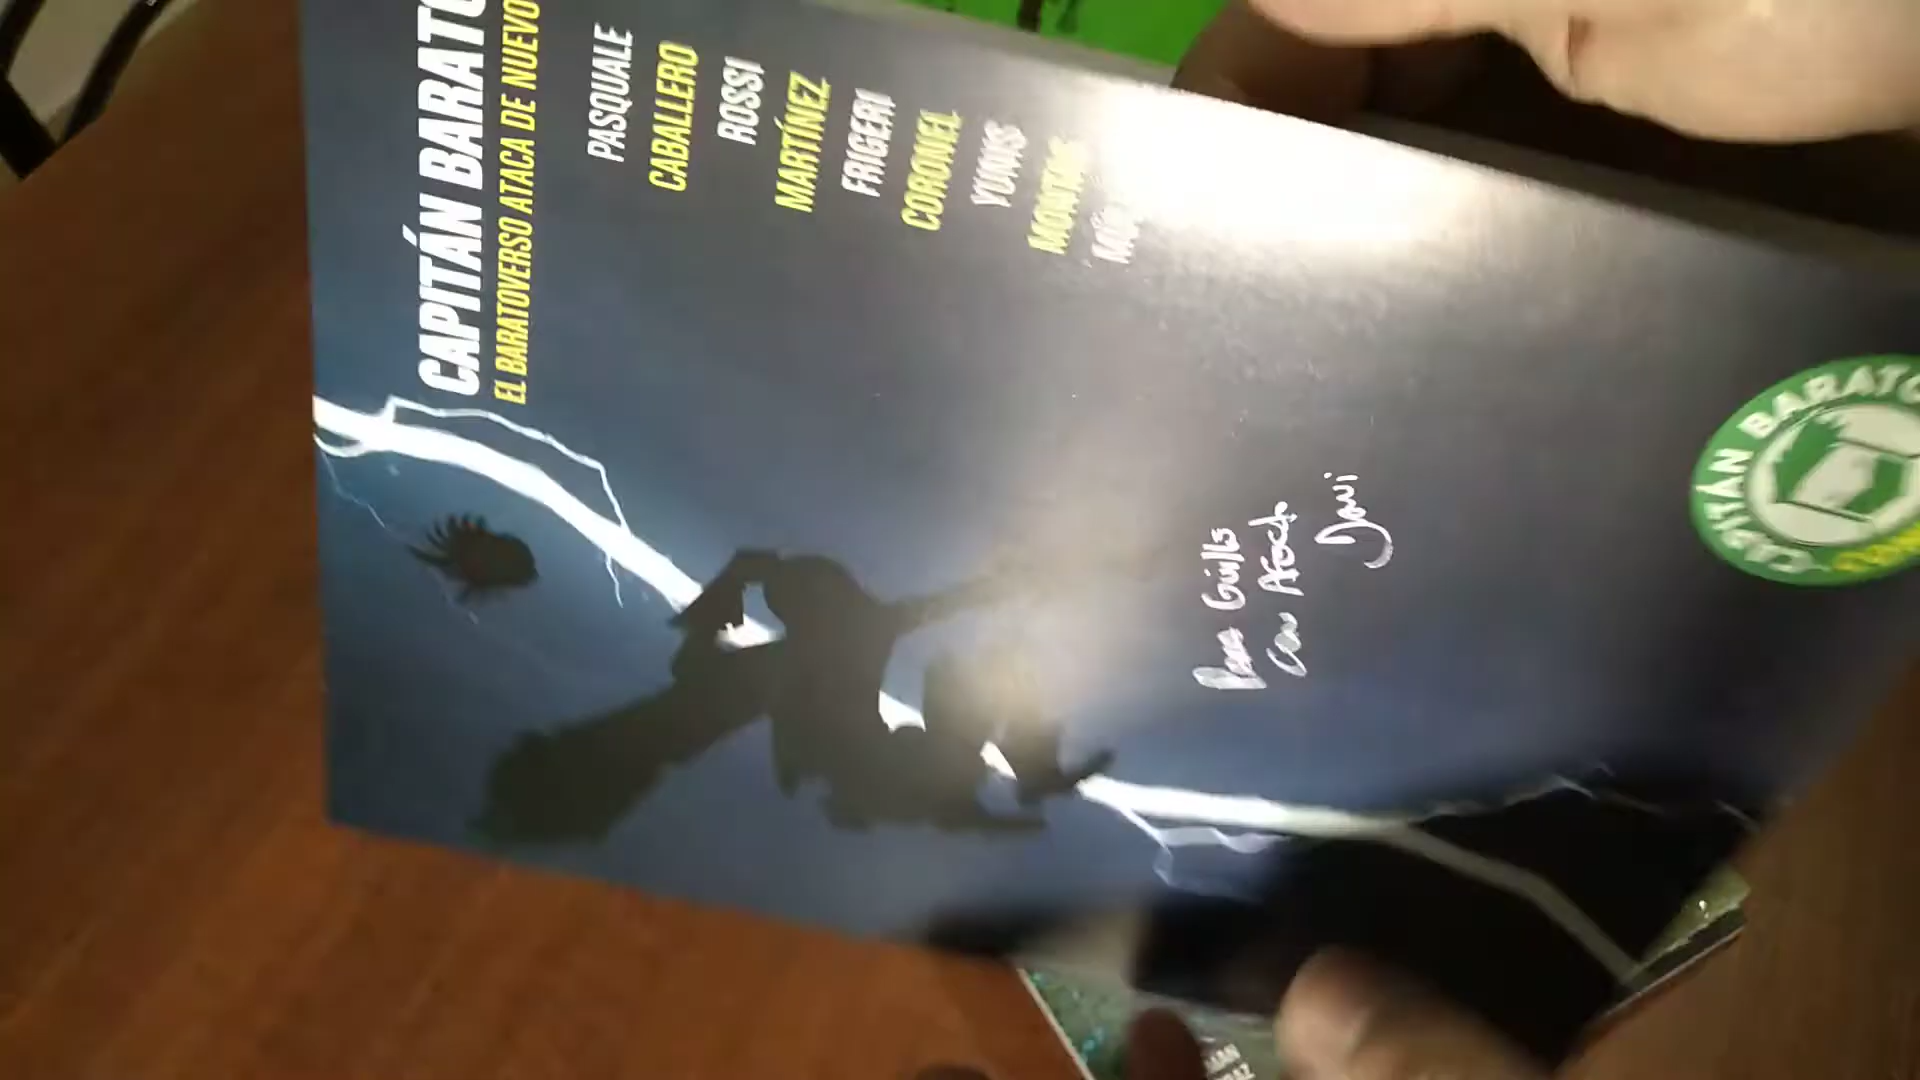 CAPITÁN BARATO
EL BARATOVERSO ATACA DE NUEVO
PASQUALE
CABALLERO
ROSSI
MARTÍNEZ
FRIGERI
CORONEL
YUNIS
Para Guills
con Afecto
Dani
CAPITÁN BARATO